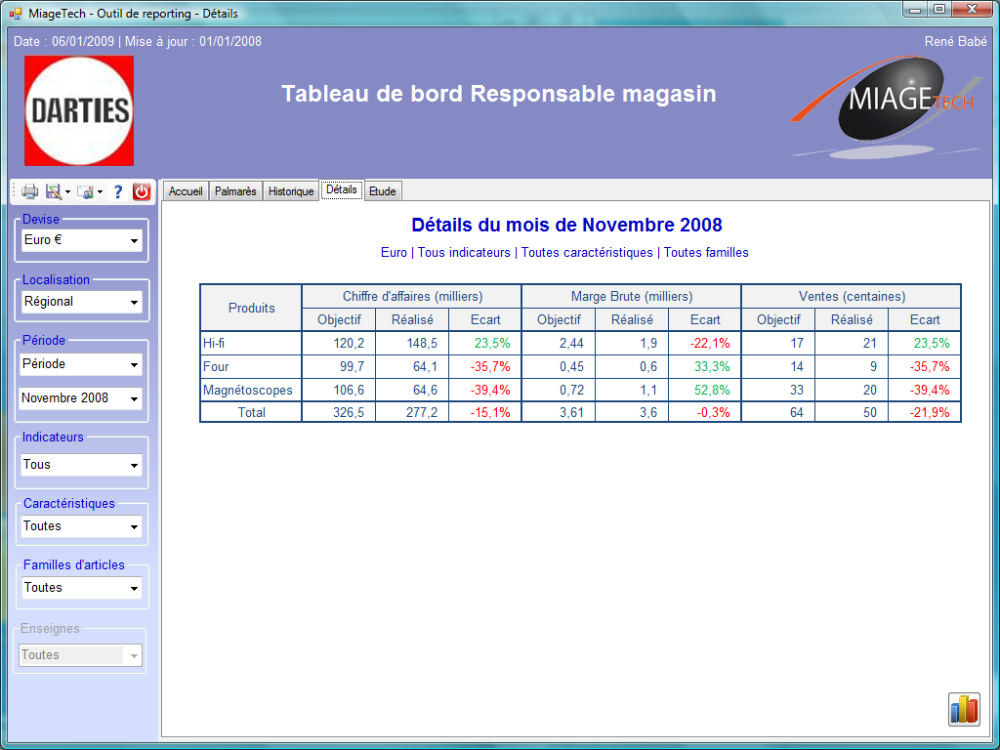 MiageTech - Outil de reporting - Détails
Date : 06/01/2009 | Mise à jour : 01/01/2008 René Babé
DARTIES
Tableau de bord Responsable magasin
MIAGETECH
?
Accueil Palmarès Historique Détails Etude
Devise
Euro €
Localisation
Régional
Période
Période
Novembre 2008
Indicateurs
Tous
Caractéristiques
Toutes
Familles d'articles
Toutes
Enseignes
Toutes
Détails du mois de Novembre 2008
Euro | Tous indicateurs | Toutes caractéristiques | Toutes familles
Produits Chiffre d'affaires (milliers) Marge Brute (milliers) Ventes (centaines)
Objectif Réalisé Ecart Objectif Réalisé Ecart Objectif Réalisé Ecart
Hi-fi 120,2 148,5 23,5% 2,44 1,9 -22,1% 17 21 23,5%
Four 99,7 64,1 -35,7% 0,45 0,6 33,3% 14 9 -35,7%
Magnétoscopes 106,6 64,6 -39,4% 0,72 1,1 52,8% 33 20 -39,4%
Total 326,5 277,2 -15,1% 3,61 3,6 -0,3% 64 50 -21,9%